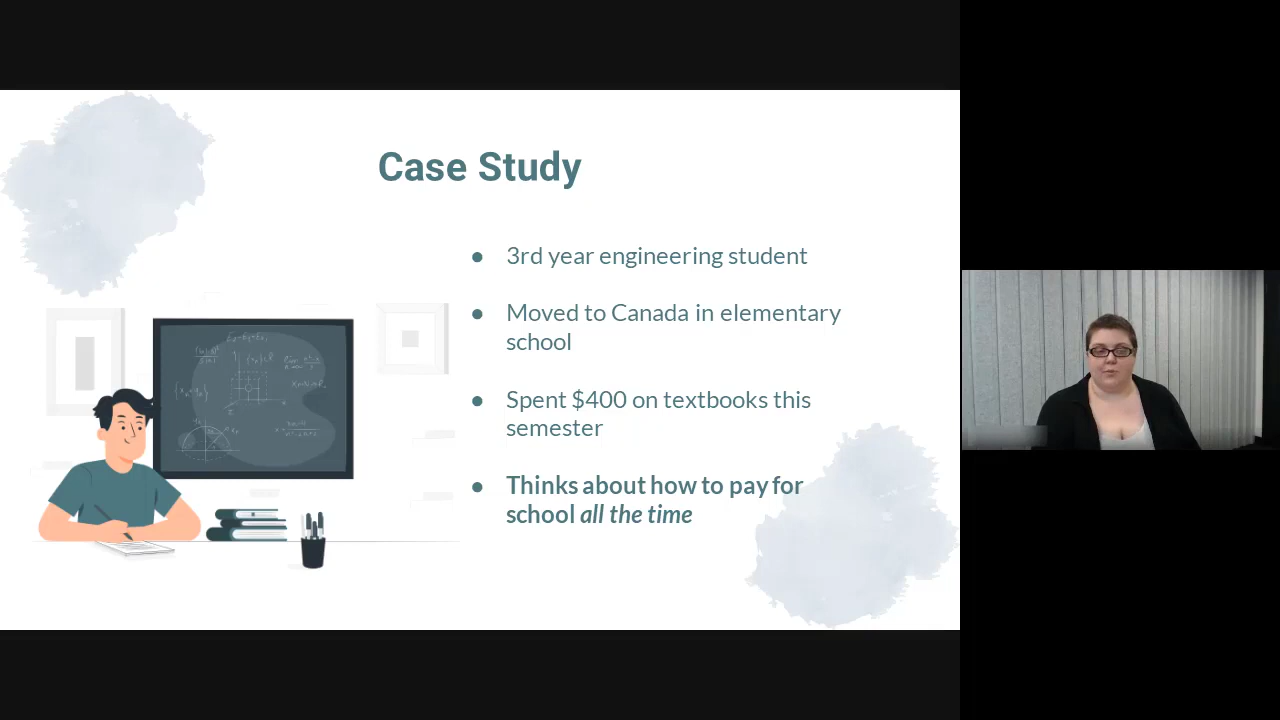 Case Study
● 3rd year engineering student
● Moved to Canada in elementary
school
● Spent $400 on textbooks this
semester
● Thinks about how to pay for
school all the time